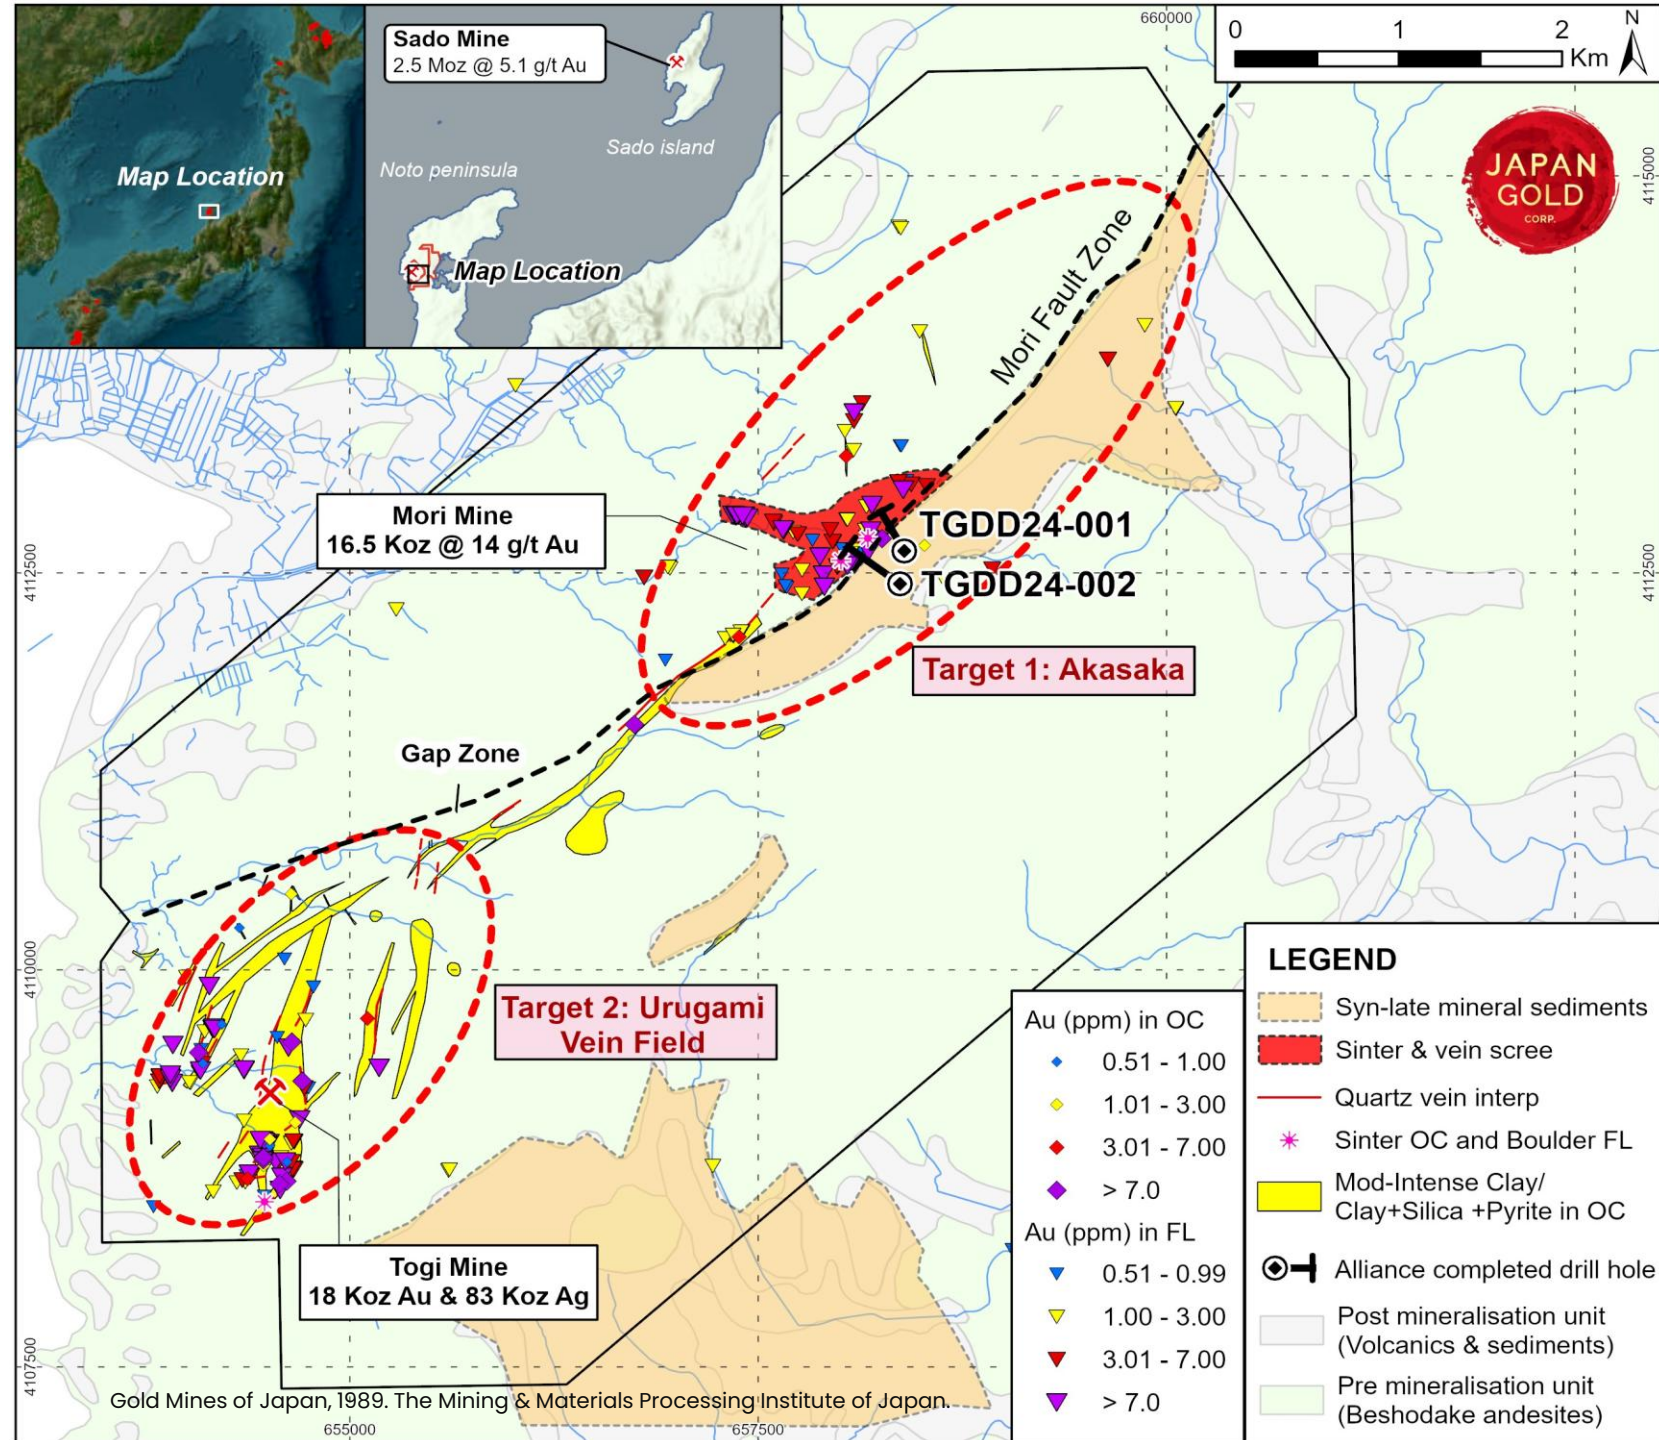 660000
0 1 2
Km
N
Sado Mine
2.5 Moz @ 5.1 g/t Au
Sado island
Noto peninsula
Map Location
Map Location
JAPAN
GOLD
CORP.
4115000
Mori Fault Zone
Mori Mine
16.5 Koz @ 14 g/t Au
TGDD24-001
TGDD24-002
4112500
4112500
Target 1: Akasaka
Gap Zone
4110000
Target 2: Urugami
Vein Field
Togi Mine
18 Koz Au & 83 Koz Ag
4107500
Gold Mines of Japan, 1989. The Mining & Materials Processing Institute of Japan.
655000
657500
Au (ppm) in OC
0.51 - 1.00
1.01 - 3.00
3.01 - 7.00
> 7.0
Au (ppm) in FL
0.51 - 0.99
1.00 - 3.00
3.01 - 7.00
> 7.0
LEGEND
Syn-late mineral sediments
Sinter & vein scree
Quartz vein interp
Sinter OC and Boulder FL
Mod-Intense Clay/
Clay+Silica +Pyrite in OC
Alliance completed drill hole
Post mineralisation unit
(Volcanics & sediments)
Pre mineralisation unit
(Beshodake andesites)